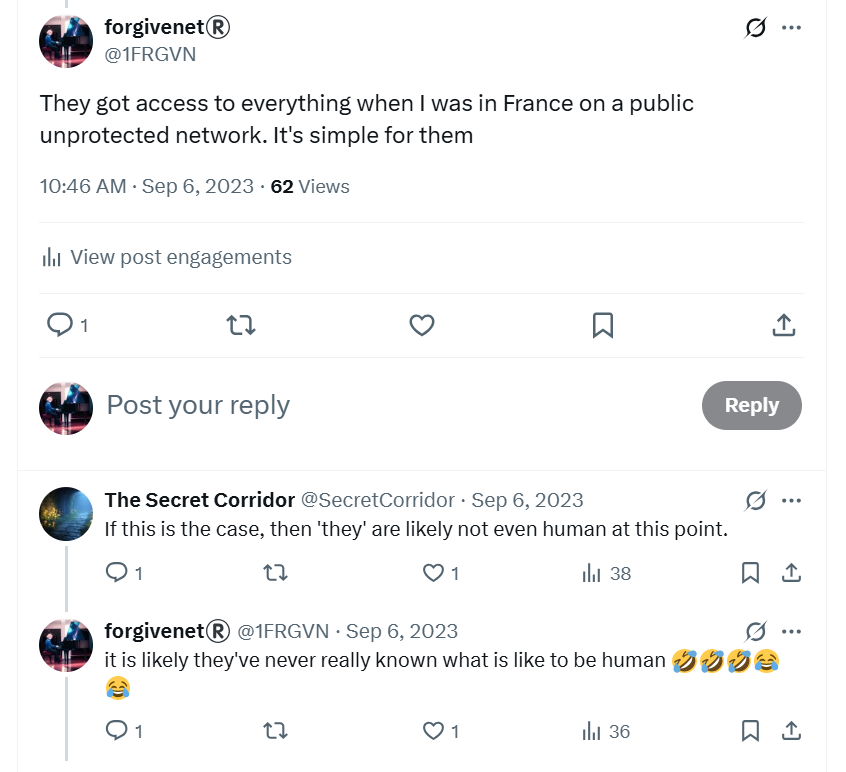 forgivenet®
@1FRGVN
They got access to everything when I was in France on a public
unprotected network. It's simple for them
10:46 AM · Sep 6, 2023 · 62 Views
View post engagements
1
Post your reply
Reply
The Secret Corridor @SecretCorridor · Sep 6, 2023
If this is the case, then 'they' are likely not even human at this point.
1 1 38
forgivenet® @1FRGVN · Sep 6, 2023
it is likely they've never really known what is like to be human 🤣🤣🤣😂
😂
1 1 36